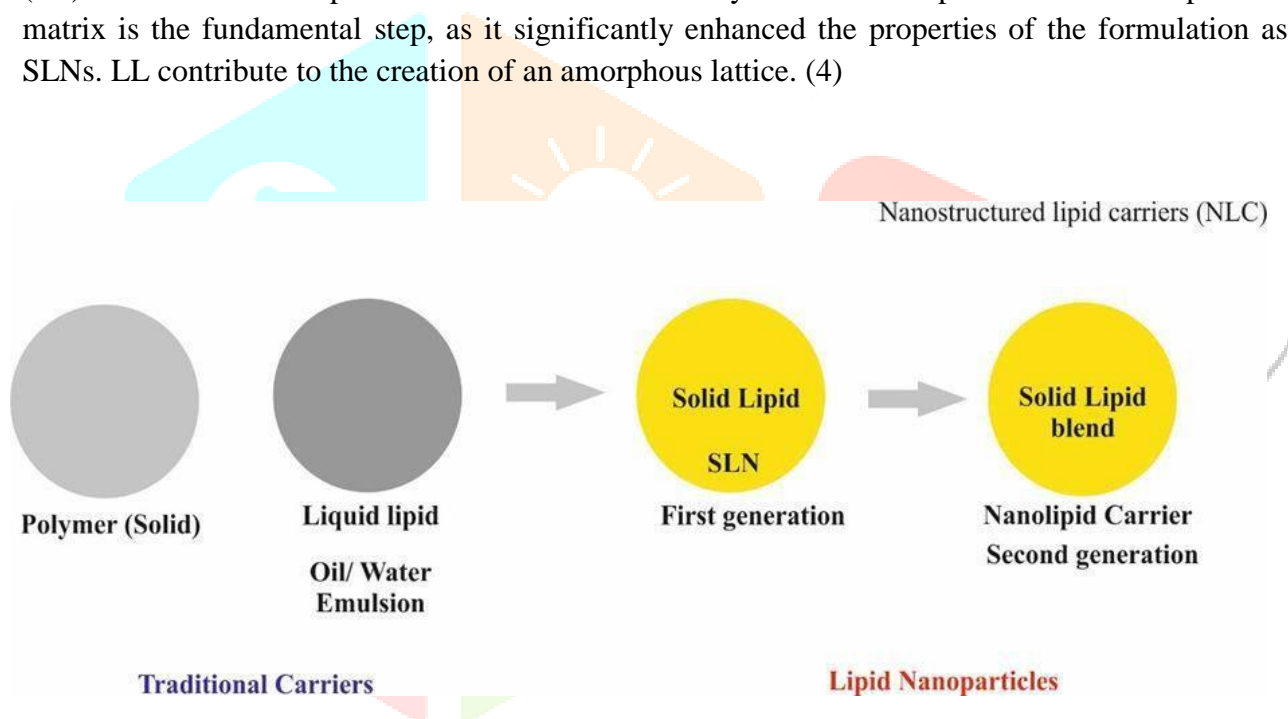 matrix is the fundamental step, as it significantly enhanced the properties of the formulation as
SLNs. LL contribute to the creation of an amorphous lattice. (4)
Nanostructured lipid carriers (NLC)
Solid Lipid
SLN
Solid Lipid
blend
Polymer (Solid)
Liquid lipid
Oil/ Water
Emulsion
First generation
Nanolipid Carrier
Second generation
Traditional Carriers
Lipid Nanoparticles